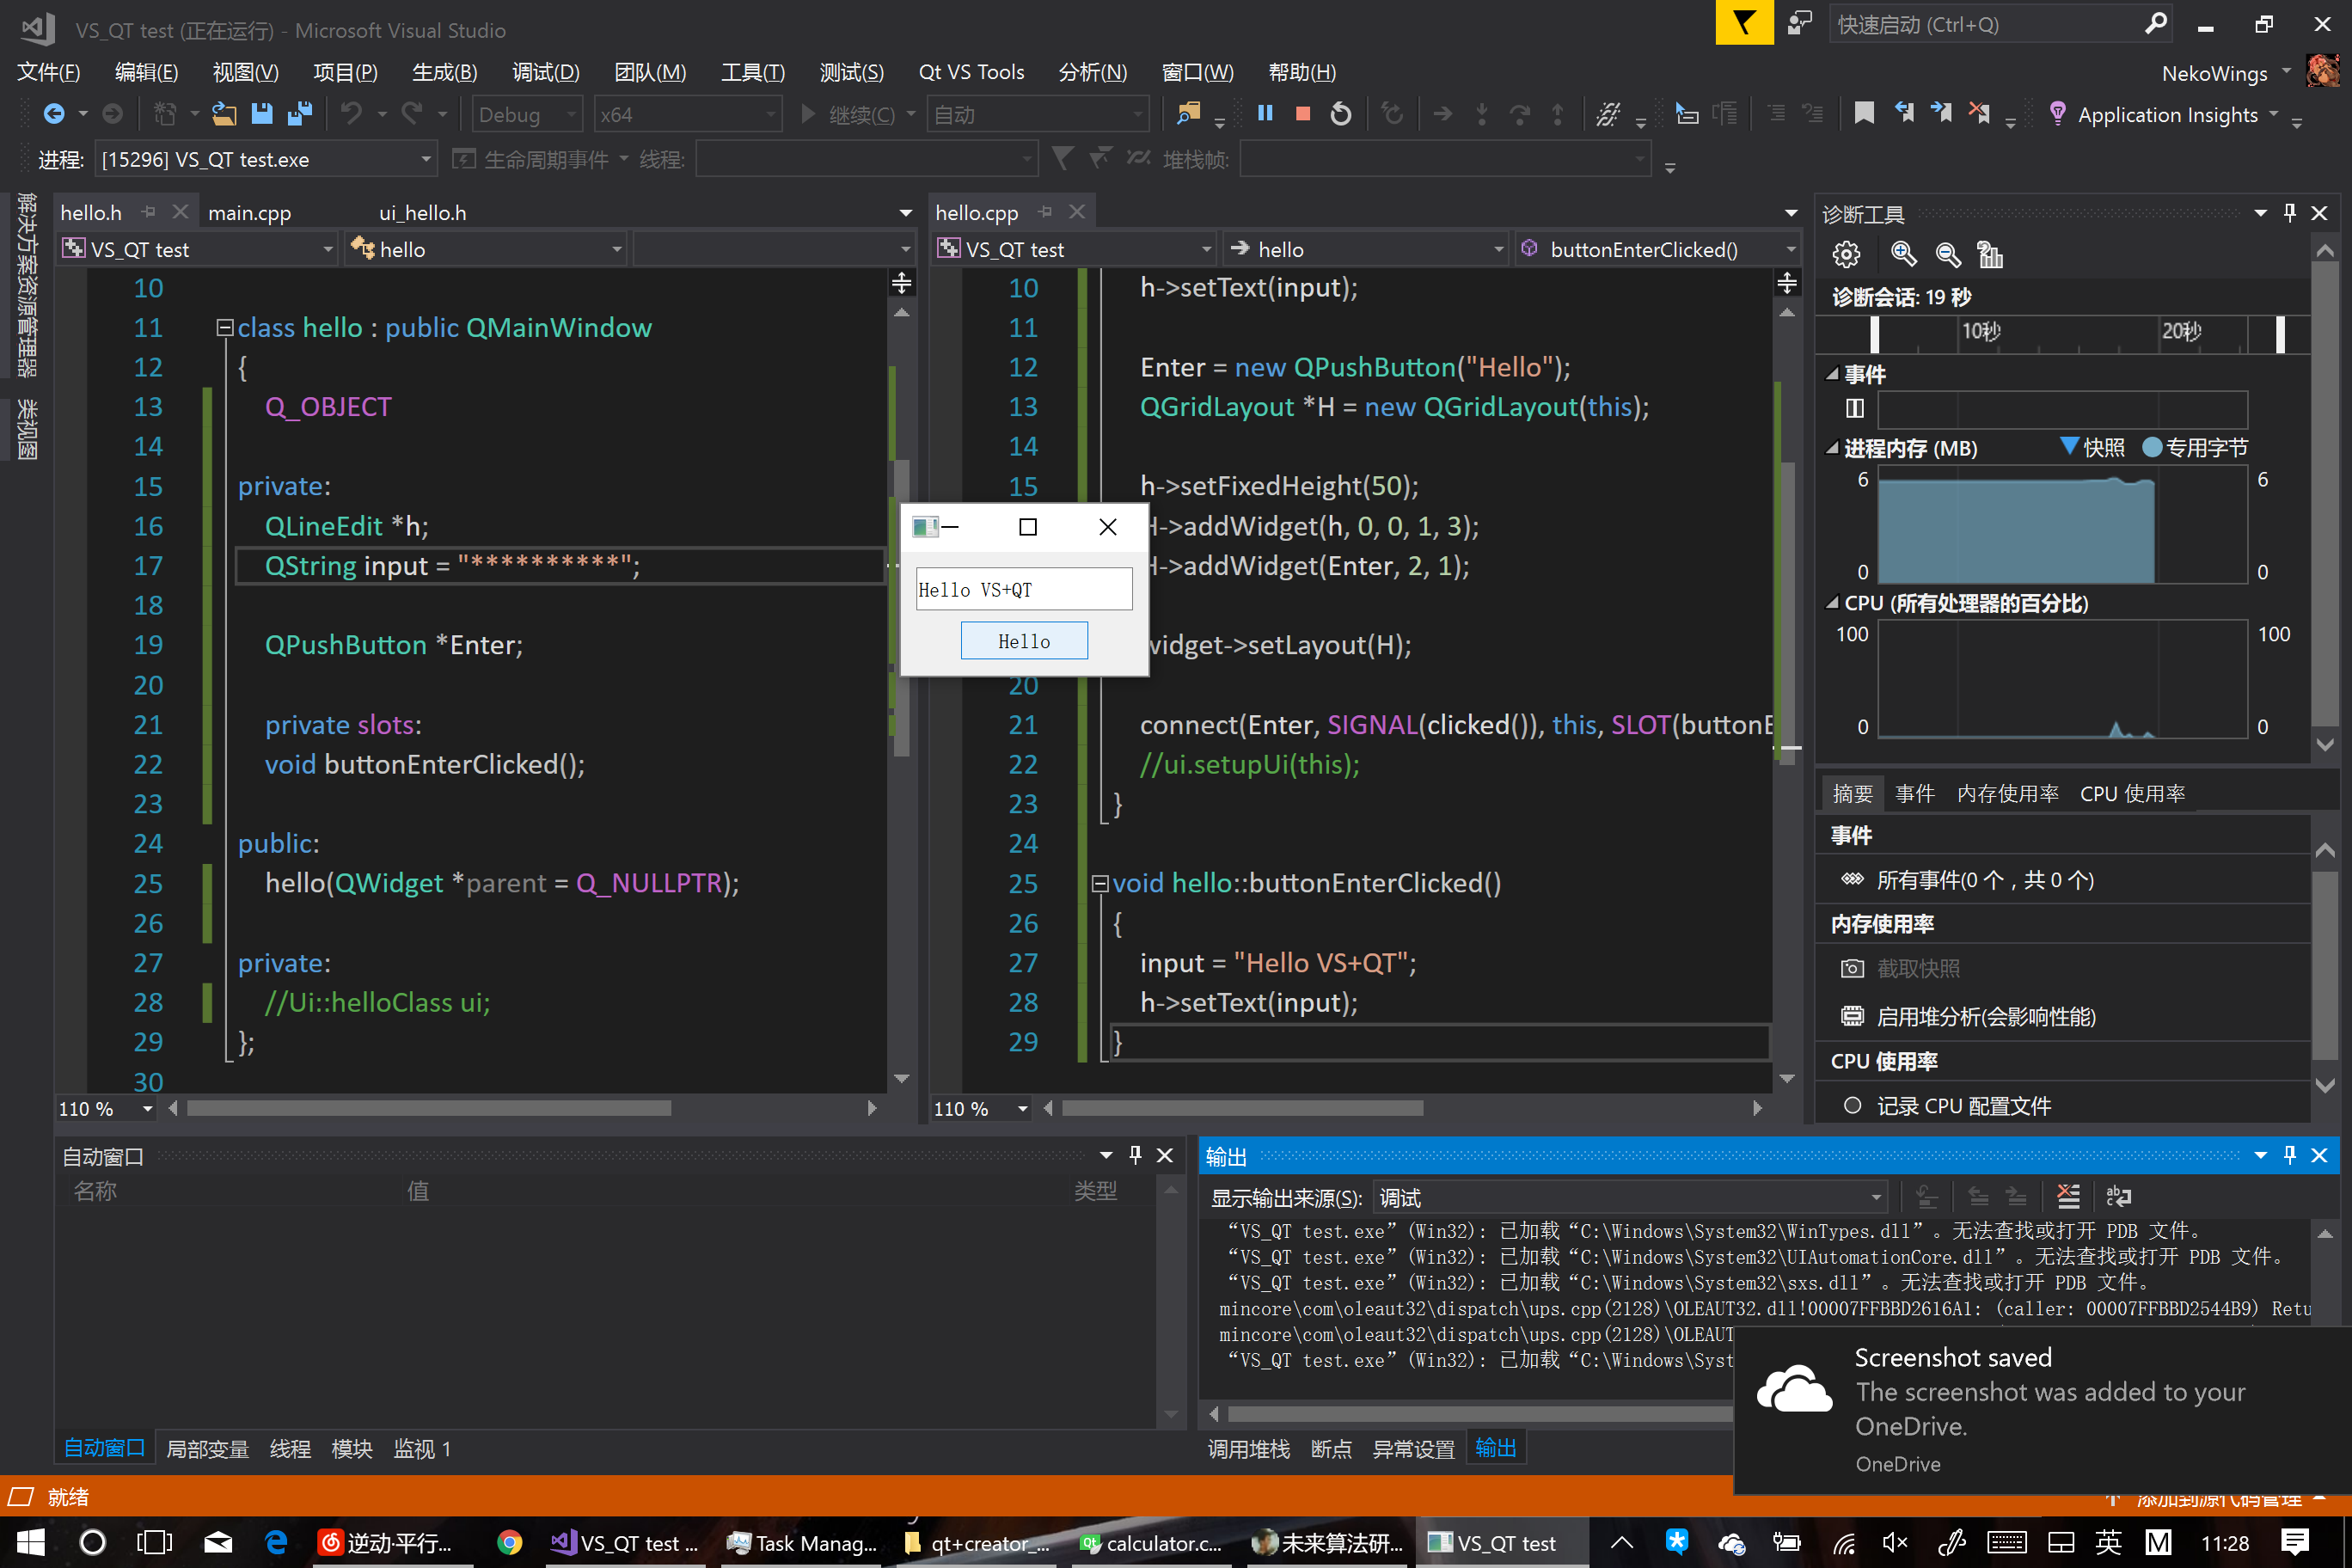 VS_QT test (正在运行) - Microsoft Visual Studio
快速启动 (Ctrl+Q)
文件(F) 编辑(E) 视图(V) 项目(P) 生成(B) 调试(D) 团队(M) 工具(T) 测试(S) Qt VS Tools 分析(N) 窗口(W) 帮助(H) NekoWings
Debug x64 继续(C) 自动 Application Insights
进程: [15296] VS_QT test.exe 生命周期事件 线程: 堆栈帧:
解决方案资源管理器
类视图
hello.h main.cpp ui_hello.h
VS_QT test hello
10
11 class hello : public QMainWindow
12 {
13 Q_OBJECT
14
15 private:
16 QLineEdit *h;
17 QString input = "**********";
18
19 QPushButton *Enter;
20
21 private slots:
22 void buttonEnterClicked();
23
24 public:
25 hello(QWidget *parent = Q_NULLPTR);
26
27 private:
28 //Ui::helloClass ui;
29 };
30
110 %
hello.cpp
VS_QT test hello buttonEnterClicked()
10 h->setText(input);
11
12 Enter = new QPushButton("Hello");
13 QGridLayout *H = new QGridLayout(this);
14
15 h->setFixedHeight(50);
->addWidget(h, 0, 0, 1, 3);
->addWidget(Enter, 2, 1);
widget->setLayout(H);
20
21 connect(Enter, SIGNAL(clicked()), this, SLOT(buttonE
22 //ui.setupUi(this);
23 }
24
25 void hello::buttonEnterClicked()
26 {
27 input = "Hello VS+QT";
28 h->setText(input);
29 }
110 %
Hello VS+QT
Hello
诊断工具
诊断会话: 19 秒
10秒 20秒
事件
进程内存 (MB) 快照 专用字节
6 6
0 0
CPU (所有处理器的百分比)
100 100
0 0
摘要 事件 内存使用率 CPU 使用率
事件
所有事件(0 个，共 0 个)
内存使用率
截取快照
启用堆分析(会影响性能)
CPU 使用率
记录 CPU 配置文件
自动窗口
名称 值 类型
自动窗口 局部变量 线程 模块 监视 1
输出
显示输出来源(S): 调试
“VS_QT test.exe”(Win32): 已加载“C:\Windows\System32\WinTypes.dll”。无法查找或打开 PDB 文件。
“VS_QT test.exe”(Win32): 已加载“C:\Windows\System32\UIAutomationCore.dll”。无法查找或打开 PDB 文件。
“VS_QT test.exe”(Win32): 已加载“C:\Windows\System32\sxs.dll”。无法查找或打开 PDB 文件。
mincore\com\oleaut32\dispatch\ups.cpp(2128)\OLEAUT32.dll!00007FFBBD2616A1: (caller: 00007FFBBD2544B9) Retu
mincore\com\oleaut32\dispatch\ups.cpp(2128)\OLEAUT
“VS_QT test.exe”(Win32): 已加载“C:\Windows\Syst
调用堆栈 断点 异常设置 输出
Screenshot saved
The screenshot was added to your
OneDrive.
OneDrive
就绪 添加到源代码管理
逆动·平行... VS_QT test ... Task Manag... qt+creator_... calculator.c... 未来算法研... VS_QT test 英 M 11:28